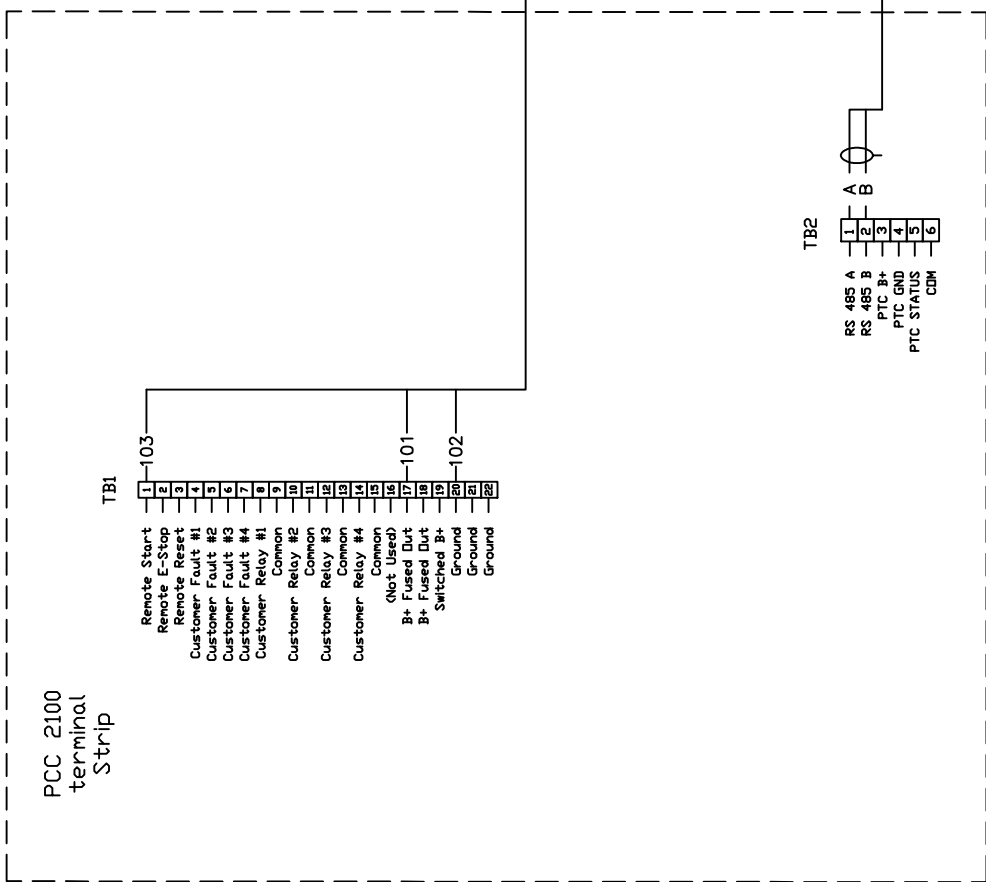 PCC 2100
terminal
Strip
TB1
103
101
102
1
2
3
4
5
6
7
8
9
10
11
12
13
14
15
16
17
18
19
20
21
22
Remote Start
Remote E-Stop
Remote Reset
Customer Fault #1
Customer Fault #2
Customer Fault #3
Customer Fault #4
Customer Relay #1
Common
Customer Relay #2
Common
Customer Relay #3
Common
Customer Relay #4
Common
(Not Used)
B+ Fused Out
B+ Fused Out
Switched B+
Ground
Ground
Ground
TB2
A
B
1
2
3
4
5
6
RS 485 A
RS 485 B
PTC B+
PTC GND
PTC STATUS
COM